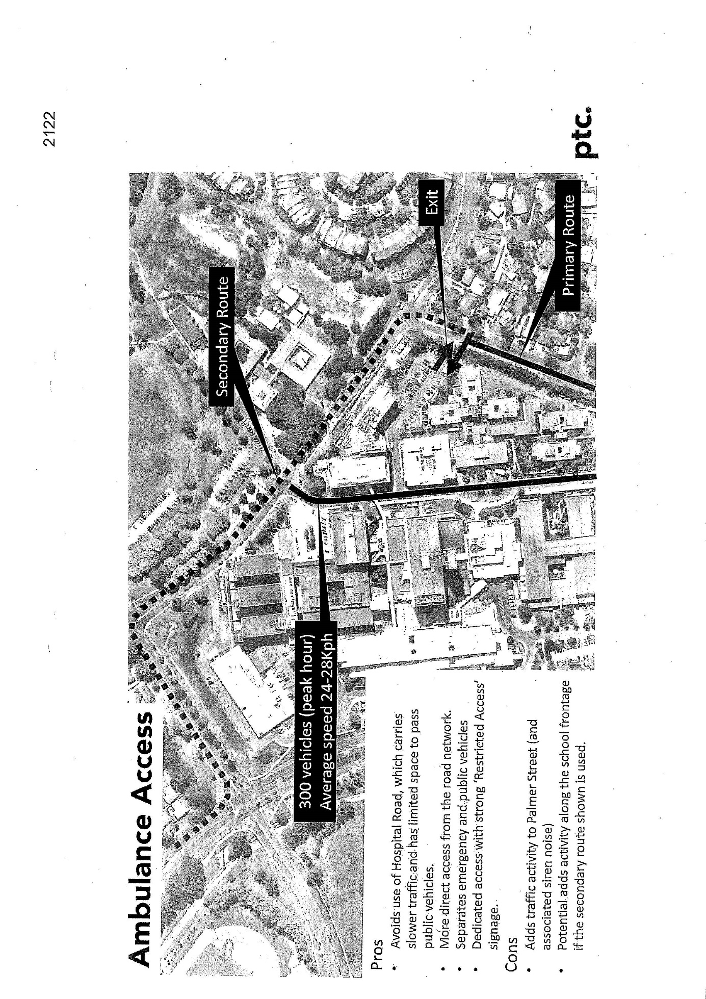 2122
Ambulance Access
Secondary Route
Exit
Primary Route
300 vehicles (peak hour)
Average speed 24-28Kph
Pros
• Avoids use of Hospital Road, which carries
slower traffic and has limited space to pass
public vehicles.
• More direct access from the road network.
• Separates emergency and public vehicles
• Dedicated access with strong ‘Restricted Access’
signage.
Cons
• Adds traffic activity to Palmer Street (and
associated siren noise)
• Potential adds activity along the school frontage
if the secondary route shown is used.
ptc.